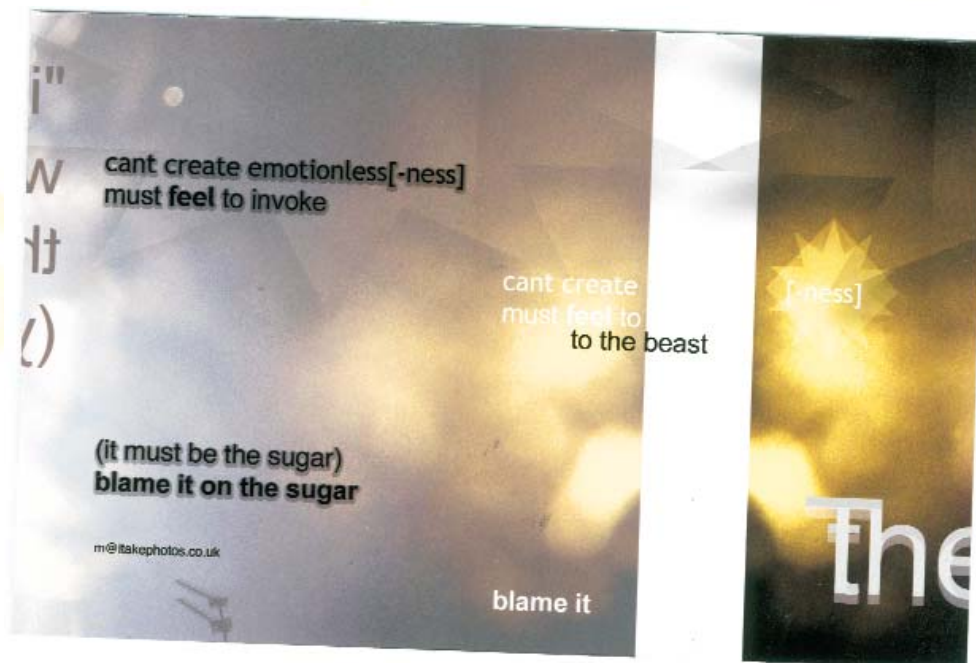 i"
w
th
y)
cant create emotionless[-ness]
must feel to invoke
cant create
must feel to
[-ness]
to the beast
(it must be the sugar)
blame it on the sugar
m@itakephotos.co.uk
blame it
the